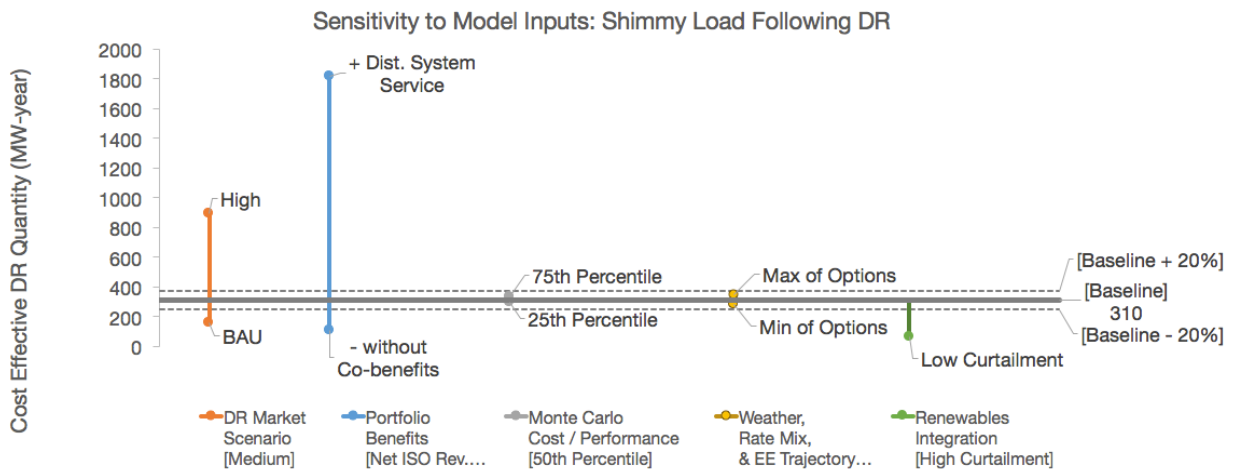 Sensitivity to Model Inputs: Shimmy Load Following DR
Cost Effective DR Quantity (MW-year)
2000
1800
1600
1400
1200
1000
800
600
400
200
0
High
BAU
+ Dist. System
Service
- without
Co-benefits
75th Percentile
25th Percentile
Max of Options
Min of Options
Low Curtailment
[Baseline + 20%]
[Baseline]
310
[Baseline - 20%]
DR Market
Scenario
[Medium]
Portfolio
Benefits
[Net ISO Rev....
Monte Carlo
Cost / Performance
[50th Percentile]
Weather,
Rate Mix,
& EE Trajectory...
Renewables
Integration
[High Curtailment]